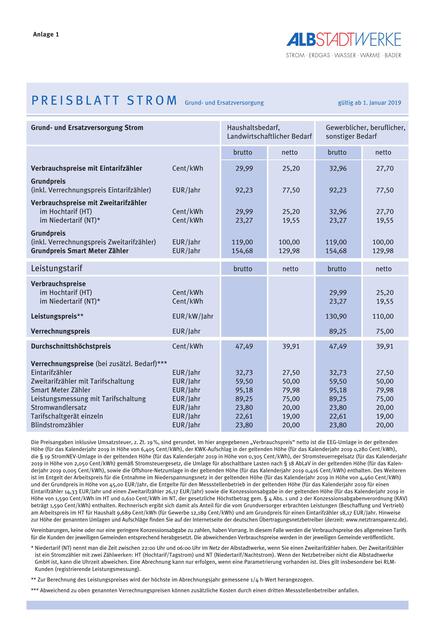 Anlage 1
ALBSTADTWERKE
STROM · ERDGAS · WASSER · WÄRME · BÄDER
PREISBLATT STROM Grund- und Ersatzversorgung gültig ab 1. Januar 2019
Grund- und Ersatzversorgung Strom Haushaltsbedarf, Gewerblicher, beruflicher,
Landwirtschaftlicher Bedarf sonstiger Bedarf
brutto netto brutto netto
Verbrauchspreise mit Eintarifzähler Cent/kWh 29,99 25,20 32,96 27,70
Grundpreis
(inkl. Verrechnungspreis Eintarifzähler) EUR/Jahr 92,23 77,50 92,23 77,50
Verbrauchspreise mit Zweitarifzähler
im Hochtarif (HT) Cent/kWh 29,99 25,20 32,96 27,70
im Niedertarif (NT)* Cent/kWh 23,27 19,55 23,27 19,55
Grundpreis
(inkl. Verrechnungspreis Zweitarifzähler) EUR/Jahr 119,00 100,00 119,00 100,00
Grundpreis Smart Meter Zähler EUR/Jahr 154,68 129,98 154,68 129,98
Leistungstarif brutto netto brutto netto
Verbrauchspreise
im Hochtarif (HT) Cent/kWh 29,99 25,20
im Niedertarif (NT)* Cent/kWh 23,27 19,55
Leistungspreis** EUR/kW/Jahr 130,90 110,00
Verrechnungspreis EUR/Jahr 89,25 75,00
Durchschnittshöchstpreis Cent/kWh 47,49 39,91 47,49 39,91
Verrechnungspreise (bei zusätzl. Bedarf)***
Eintarifzähler EUR/Jahr 32,73 27,50 32,73 27,50
Zweitarifzähler mit Tarifschaltung EUR/Jahr 59,50 50,00 59,50 50,00
Smart Meter Zähler EUR/Jahr 95,18 79,98 95,18 79,98
Leistungsmessung mit Tarifschaltung EUR/Jahr 89,25 75,00 89,25 75,00
Stromwandlersatz EUR/Jahr 23,80 20,00 23,80 20,00
Tarifschaltgerät einzeln EUR/Jahr 22,61 19,00 22,61 19,00
Blindstromzähler EUR/Jahr 23,80 20,00 23,80 20,00
Die Preisangaben inklusive Umsatzsteuer, z. Zt. 19 %, sind gerundet. Im hier angegebenen „Verbrauchspreis“ netto ist die EEG-Umlage in der geltenden
Höhe (für das Kalenderjahr 2019 in Höhe von 6,405 Cent/kWh), der KWK-Aufschlag in der geltenden Höhe (für das Kalenderjahr 2019 0,280 Cent/kWh),
die § 19 StromNEV-Umlage in der geltenden Höhe (für das Kalenderjahr 2019 in Höhe von 0,305 Cent/kWh), der Stromsteuerregelsatz (für das Kalenderjahr
2019 in Höhe von 2,050 Cent/kWh) gemäß Stromsteuergesetz, die Umlage für abschaltbare Lasten nach § 18 AbLaV in der geltenden Höhe (für das Kalen-
derjahr 2019 0,005 Cent/kWh), sowie die Offshore-Netzumlage in der geltenden Höhe (für das Kalenderjahr 2019 0,416 Cent/kWh) enthalten. Des Weiteren
ist im Entgelt der Arbeitspreis für die Entnahme im Niederspannungsnetz in der geltenden Höhe (für das Kalenderjahr 2019 in Höhe von 4,460 Cent/kWh)
und der Grundpreis in Höhe von 45,00 EUR/Jahr, die Entgelte für den Messstellenbetrieb in der geltenden Höhe (für das Kalenderjahr 2019 für einen
Eintarifzähler 14,33 EUR/Jahr und einen Zweitarifzähler 26,17 EUR/Jahr) sowie die Konzessionsabgabe in der geltenden Höhe (für das Kalenderjahr 2019 in
Höhe von 1,590 Cent/kWh im HT und 0,610 Cent/kWh im NT, der gesetzliche Höchstbetrag gem. § 4 Abs. 1 und 2 der Konzessionsabgabenverordnung (KAV)
beträgt 1,590 Cent/kWh) enthalten. Rechnerisch ergibt sich damit als Anteil für die vom Grundversorger erbrachten Leistungen (Beschaffung und Vertrieb)
am Arbeitspreis im HT für Haushalt 9,689 Cent/kWh (für Gewerbe 12,189 Cent/kWh) und am Grundpreis für einen Eintarifzähler 18,17 EUR/Jahr. Hinweise
zur Höhe der genannten Umlagen und Aufschläge finden Sie auf der Internetseite der deutschen Übertragungsnetzbetreiber (derzeit: www.netztransparenz.de).
Vereinbarungen, keine oder nur eine geringere Konzessionsabgabe zu zahlen, haben Vorrang. In diesem Falle werden die Verbrauchspreise des allgemeinen Tarifs
für die Kunden der jeweiligen Gemeinden entsprechend herabgesetzt. Die abweichenden Verbrauchspreise werden in der jeweiligen Gemeinde veröffentlicht.
* Niedertarif (NT) nennt man die Zeit zwischen 22:00 Uhr und 06:00 Uhr im Netz der Albstadtwerke, wenn Sie einen Zweitarifzähler haben. Der Zweitarifzähler
ist ein Stromzähler mit zwei Zählwerken: HT (Hochtarif/Tagstrom) und NT (Niedertarif/Nachtstrom). Wenn der Netzbetreiber nicht die Albstadtwerke
GmbH ist, kann die Uhrzeit abweichen. Eine Abrechnung kann nur erfolgen, wenn eine Parametrierung vorhanden ist. Dies gilt insbesondere bei RLM-
Kunden (registrierende Leistungsmessung).
** Zur Berechnung des Leistungspreises wird der höchste im Abrechnungsjahr gemessene 1/4 h-Wert herangezogen.
*** Abweichend zu oben genannten Verrechnungspreisen können zusätzliche Kosten durch einen dritten Messstellenbetreiber anfallen.